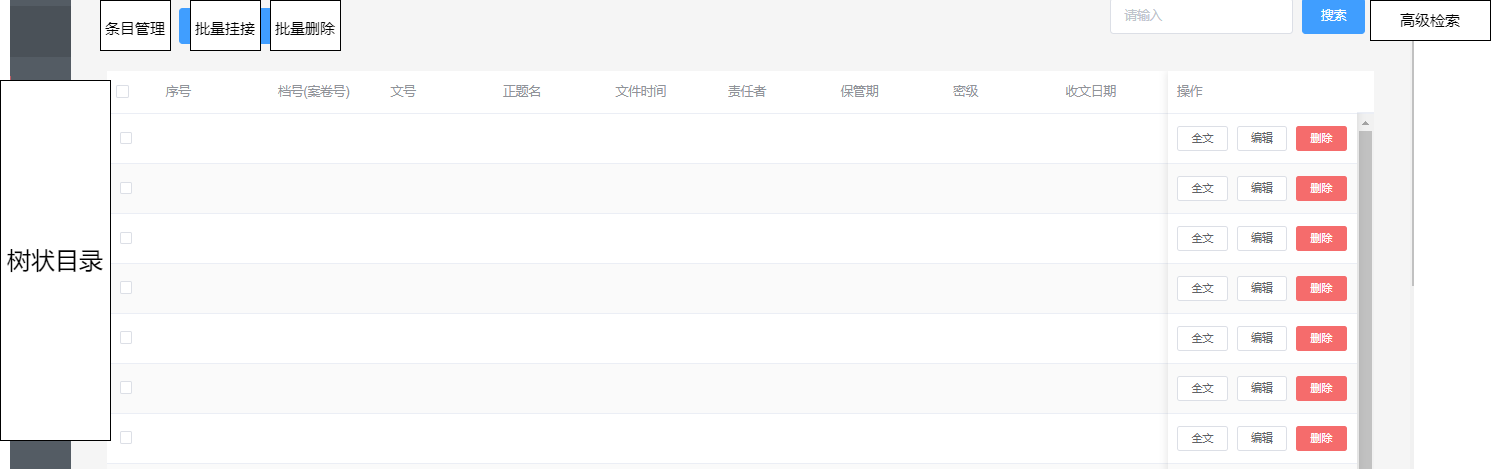 条目管理 批量挂接 批量删除 请输入 搜索 高级检索
序号 档号(案卷号) 文号 正题名 文件时间 责任者 保管期 密级 收文日期 操作
全文 编辑 删除
全文 编辑 删除
树状目录 全文 编辑 删除
全文 编辑 删除
全文 编辑 删除
全文 编辑 删除
全文 编辑 删除